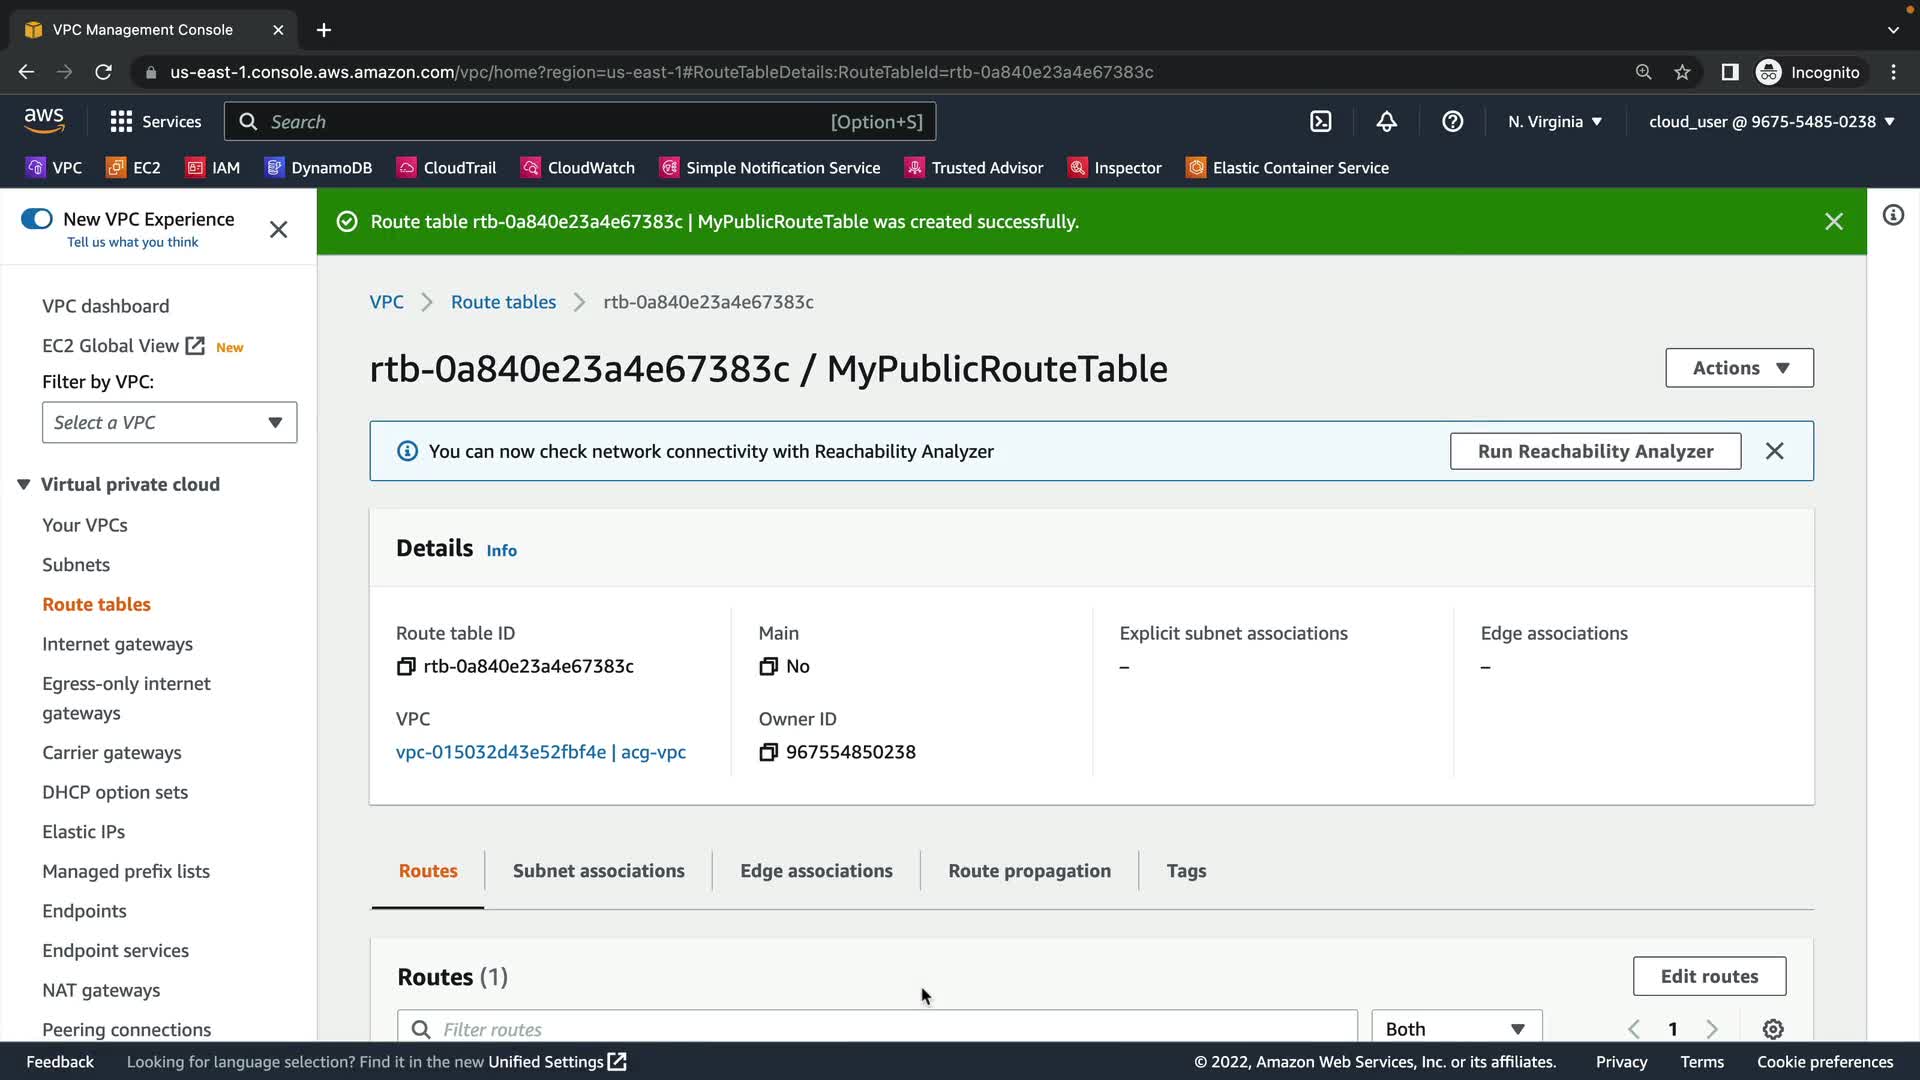 VPC Management Console
us-east-1.console.aws.amazon.com/vpc/home?region=us-east-1#RouteTableDetails:RouteTableId=rtb-0a840e23a4e67383c
Incognito
aws
Services
Search
[Option+S]
N. Virginia
cloud_user @ 9675-5485-0238
VPC
EC2
IAM
DynamoDB
CloudTrail
CloudWatch
Simple Notification Service
Trusted Advisor
Inspector
Elastic Container Service
New VPC Experience
Tell us what you think
VPC dashboard
EC2 Global View New
Filter by VPC:
Select a VPC
Virtual private cloud
Your VPCs
Subnets
Route tables
Internet gateways
Egress-only internet
gateways
Carrier gateways
DHCP option sets
Elastic IPs
Managed prefix lists
Endpoints
Endpoint services
NAT gateways
Peering connections
Route table rtb-0a840e23a4e67383c | MyPublicRouteTable was created successfully.
VPC
Route tables
rtb-0a840e23a4e67383c
rtb-0a840e23a4e67383c / MyPublicRouteTable
Actions
You can now check network connectivity with Reachability Analyzer
Run Reachability Analyzer
Details Info
Route table ID
rtb-0a840e23a4e67383c
Main
No
Explicit subnet associations
–
Edge associations
–
VPC
vpc-015032d43e52fbf4e | acg-vpc
Owner ID
967554850238
Routes
Subnet associations
Edge associations
Route propagation
Tags
Routes (1)
Edit routes
Filter routes
Both
1
Feedback
Looking for language selection? Find it in the new Unified Settings
© 2022, Amazon Web Services, Inc. or its affiliates.
Privacy
Terms
Cookie preferences